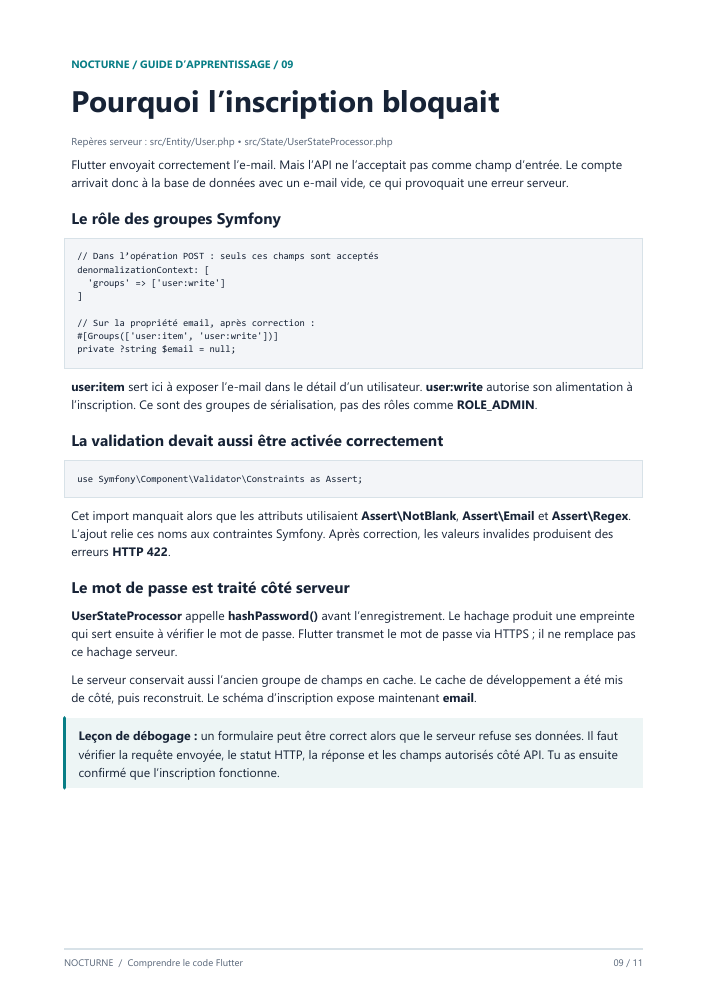 NOCTURNE / GUIDE D’APPRENTISSAGE / 09
Pourquoi l’inscription bloquait
Repères serveur : src/Entity/User.php • src/State/UserStateProcessor.php
Flutter envoyait correctement l’e-mail. Mais l’API ne l’acceptait pas comme champ d’entrée. Le compte
arrivait donc à la base de données avec un e-mail vide, ce qui provoquait une erreur serveur.
Le rôle des groupes Symfony
// Dans l’opération POST : seuls ces champs sont acceptés
denormalizationContext: [
  'groups' => ['user:write']
]
// Sur la propriété email, après correction :
#[Groups(['user:item', 'user:write'])]
private ?string $email = null;
user:item sert ici à exposer l’e-mail dans le détail d’un utilisateur. user:write autorise son alimentation à
l’inscription. Ce sont des groupes de sérialisation, pas des rôles comme ROLE_ADMIN.
La validation devait aussi être activée correctement
use Symfony\Component\Validator\Constraints as Assert;
Cet import manquait alors que les attributs utilisaient Assert\NotBlank, Assert\Email et Assert\Regex.
L’ajout relie ces noms aux contraintes Symfony. Après correction, les valeurs invalides produisent des
erreurs HTTP 422.
Le mot de passe est traité côté serveur
UserStateProcessor appelle hashPassword() avant l’enregistrement. Le hachage produit une empreinte
qui sert ensuite à vérifier le mot de passe. Flutter transmet le mot de passe via HTTPS ; il ne remplace pas
ce hachage serveur.
Le serveur conservait aussi l’ancien groupe de champs en cache. Le cache de développement a été mis
de côté, puis reconstruit. Le schéma d’inscription expose maintenant email.
Leçon de débogage : un formulaire peut être correct alors que le serveur refuse ses données. Il faut
vérifier la requête envoyée, le statut HTTP, la réponse et les champs autorisés côté API. Tu as ensuite
confirmé que l’inscription fonctionne.
NOCTURNE / Comprendre le code Flutter
09 / 11